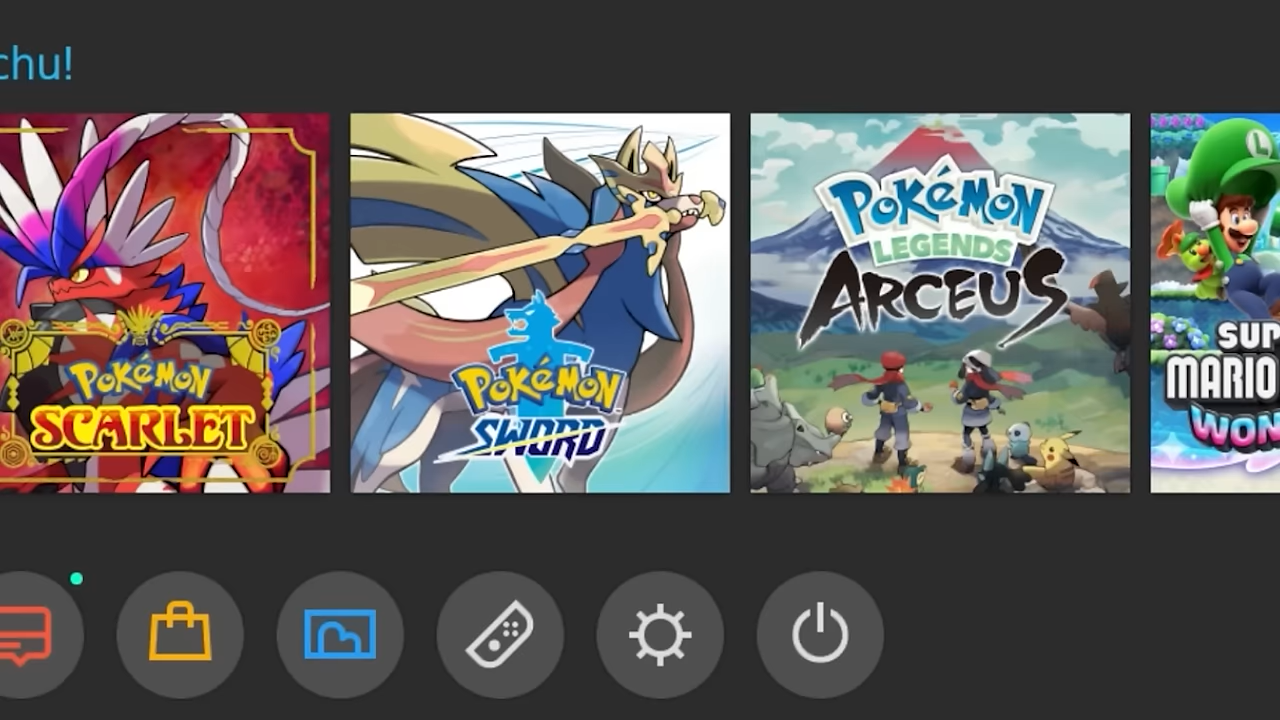 chu!
POKéMON
SCARLET
POKéMON
SWORD
POKéMON
LEGENDS
ARCEUS
L
SUP
MARIO
WON